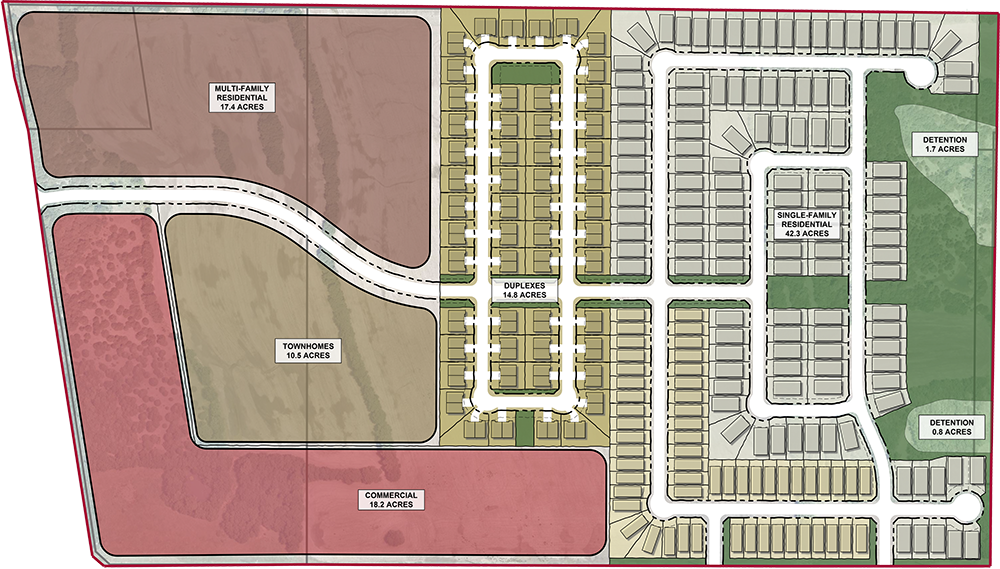 MULTI-FAMILY
RESIDENTIAL
17.4 ACRES
DETENTION
1.7 ACRES
SINGLE-FAMILY
RESIDENTIAL
42.3 ACRES
DUPLEXES
14.8 ACRES
TOWNHOMES
10.5 ACRES
DETENTION
0.8 ACRES
COMMERCIAL
18.2 ACRES